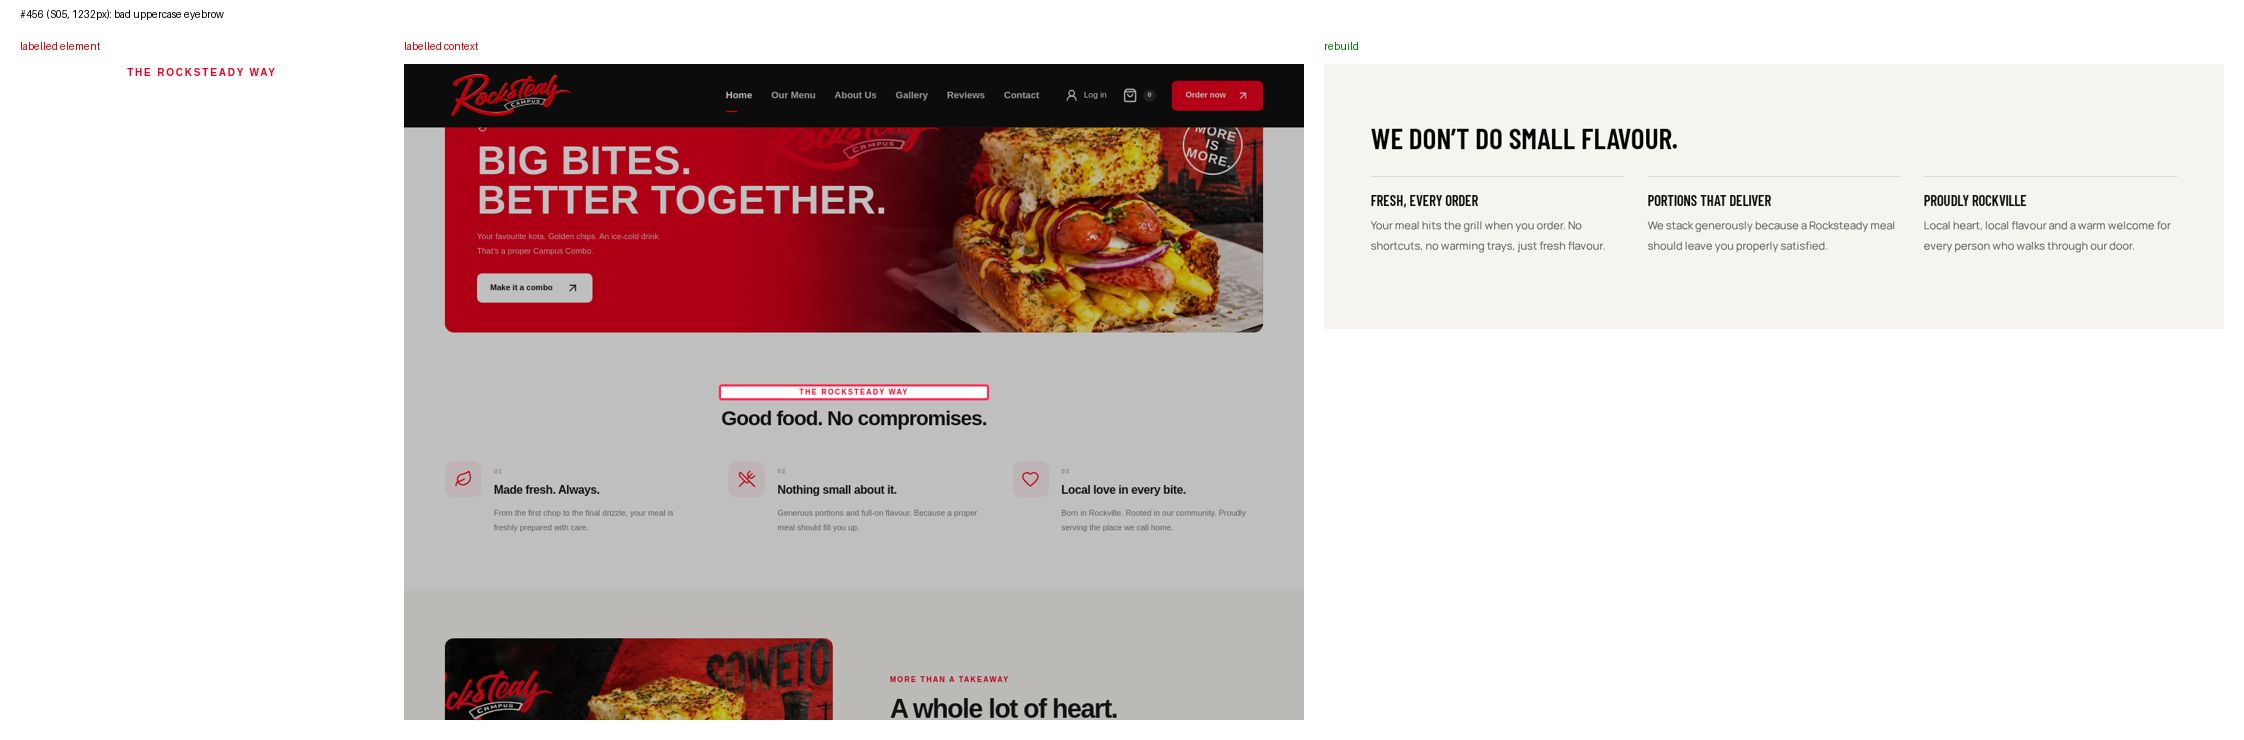 #456 (S05, 1232px): bad uppercase eyebrow
labelled element
labelled context
rebuild
THE ROCKSTEADY WAY
Rocksteady
CAMPUS
Home
Our Menu
About Us
Gallery
Reviews
Contact
Log in
0
Order now
BIG BITES.
BETTER TOGETHER.
Your favourite kota. Golden chips. An ice-cold drink.
That's a proper Campus Combo.
Make it a combo
CAMPUS
MORE
IS
MORE.
THE ROCKSTEADY WAY
Good food. No compromises.
01
Made fresh. Always.
From the first chop to the final drizzle, your meal is
freshly prepared with care.
02
Nothing small about it.
Generous portions and full-on flavour. Because a proper
meal should fill you up.
03
Local love in every bite.
Born in Rockville. Rooted in our community. Proudly
serving the place we call home.
cksteady
CAMPUS
SOWETO
MORE THAN A TAKEAWAY
A whole lot of heart.
WE DON'T DO SMALL FLAVOUR.
FRESH, EVERY ORDER
Your meal hits the grill when you order. No
shortcuts, no warming trays, just fresh flavour.
PORTIONS THAT DELIVER
We stack generously because a Rocksteady meal
should leave you properly satisfied.
PROUDLY ROCKVILLE
Local heart, local flavour and a warm welcome for
every person who walks through our door.